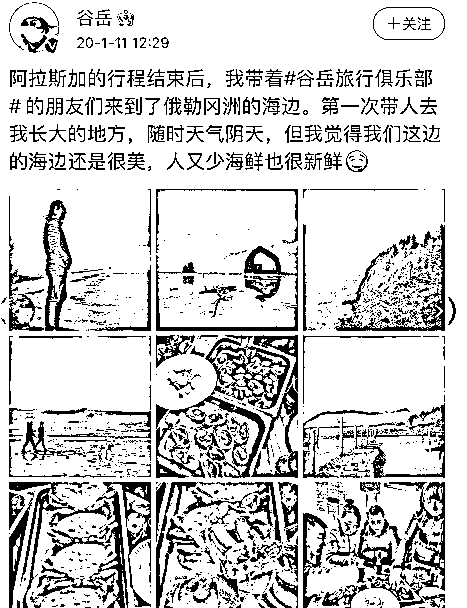 谷岳
20-1-11 12:29
＋关注
阿拉斯加的行程结束后，我带着#谷岳旅行俱乐部
# 的朋友们来到了俄勒冈洲的海边。第一次带人去
我长大的地方，随时天气阴天，但我觉得我们这边
的海边还是很美，人又少海鲜也很新鲜